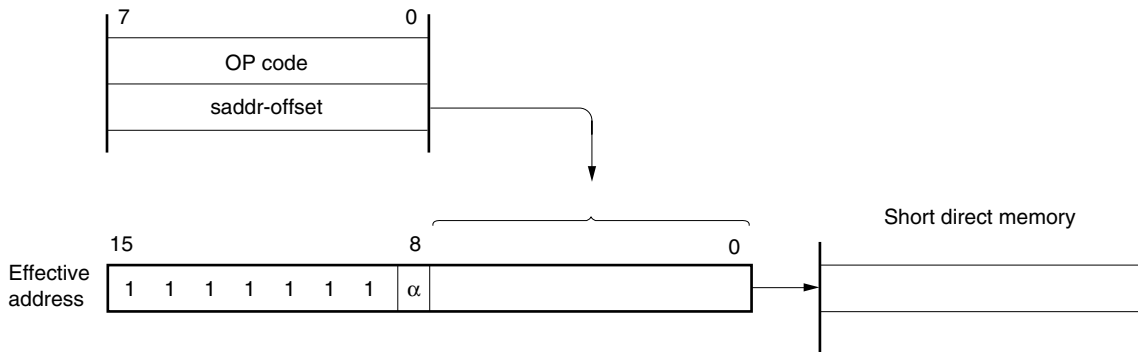 7 0
OP code
saddr-offset
Short direct memory
15 8 0
Effective
address
1 1 1 1 1 1 1 α